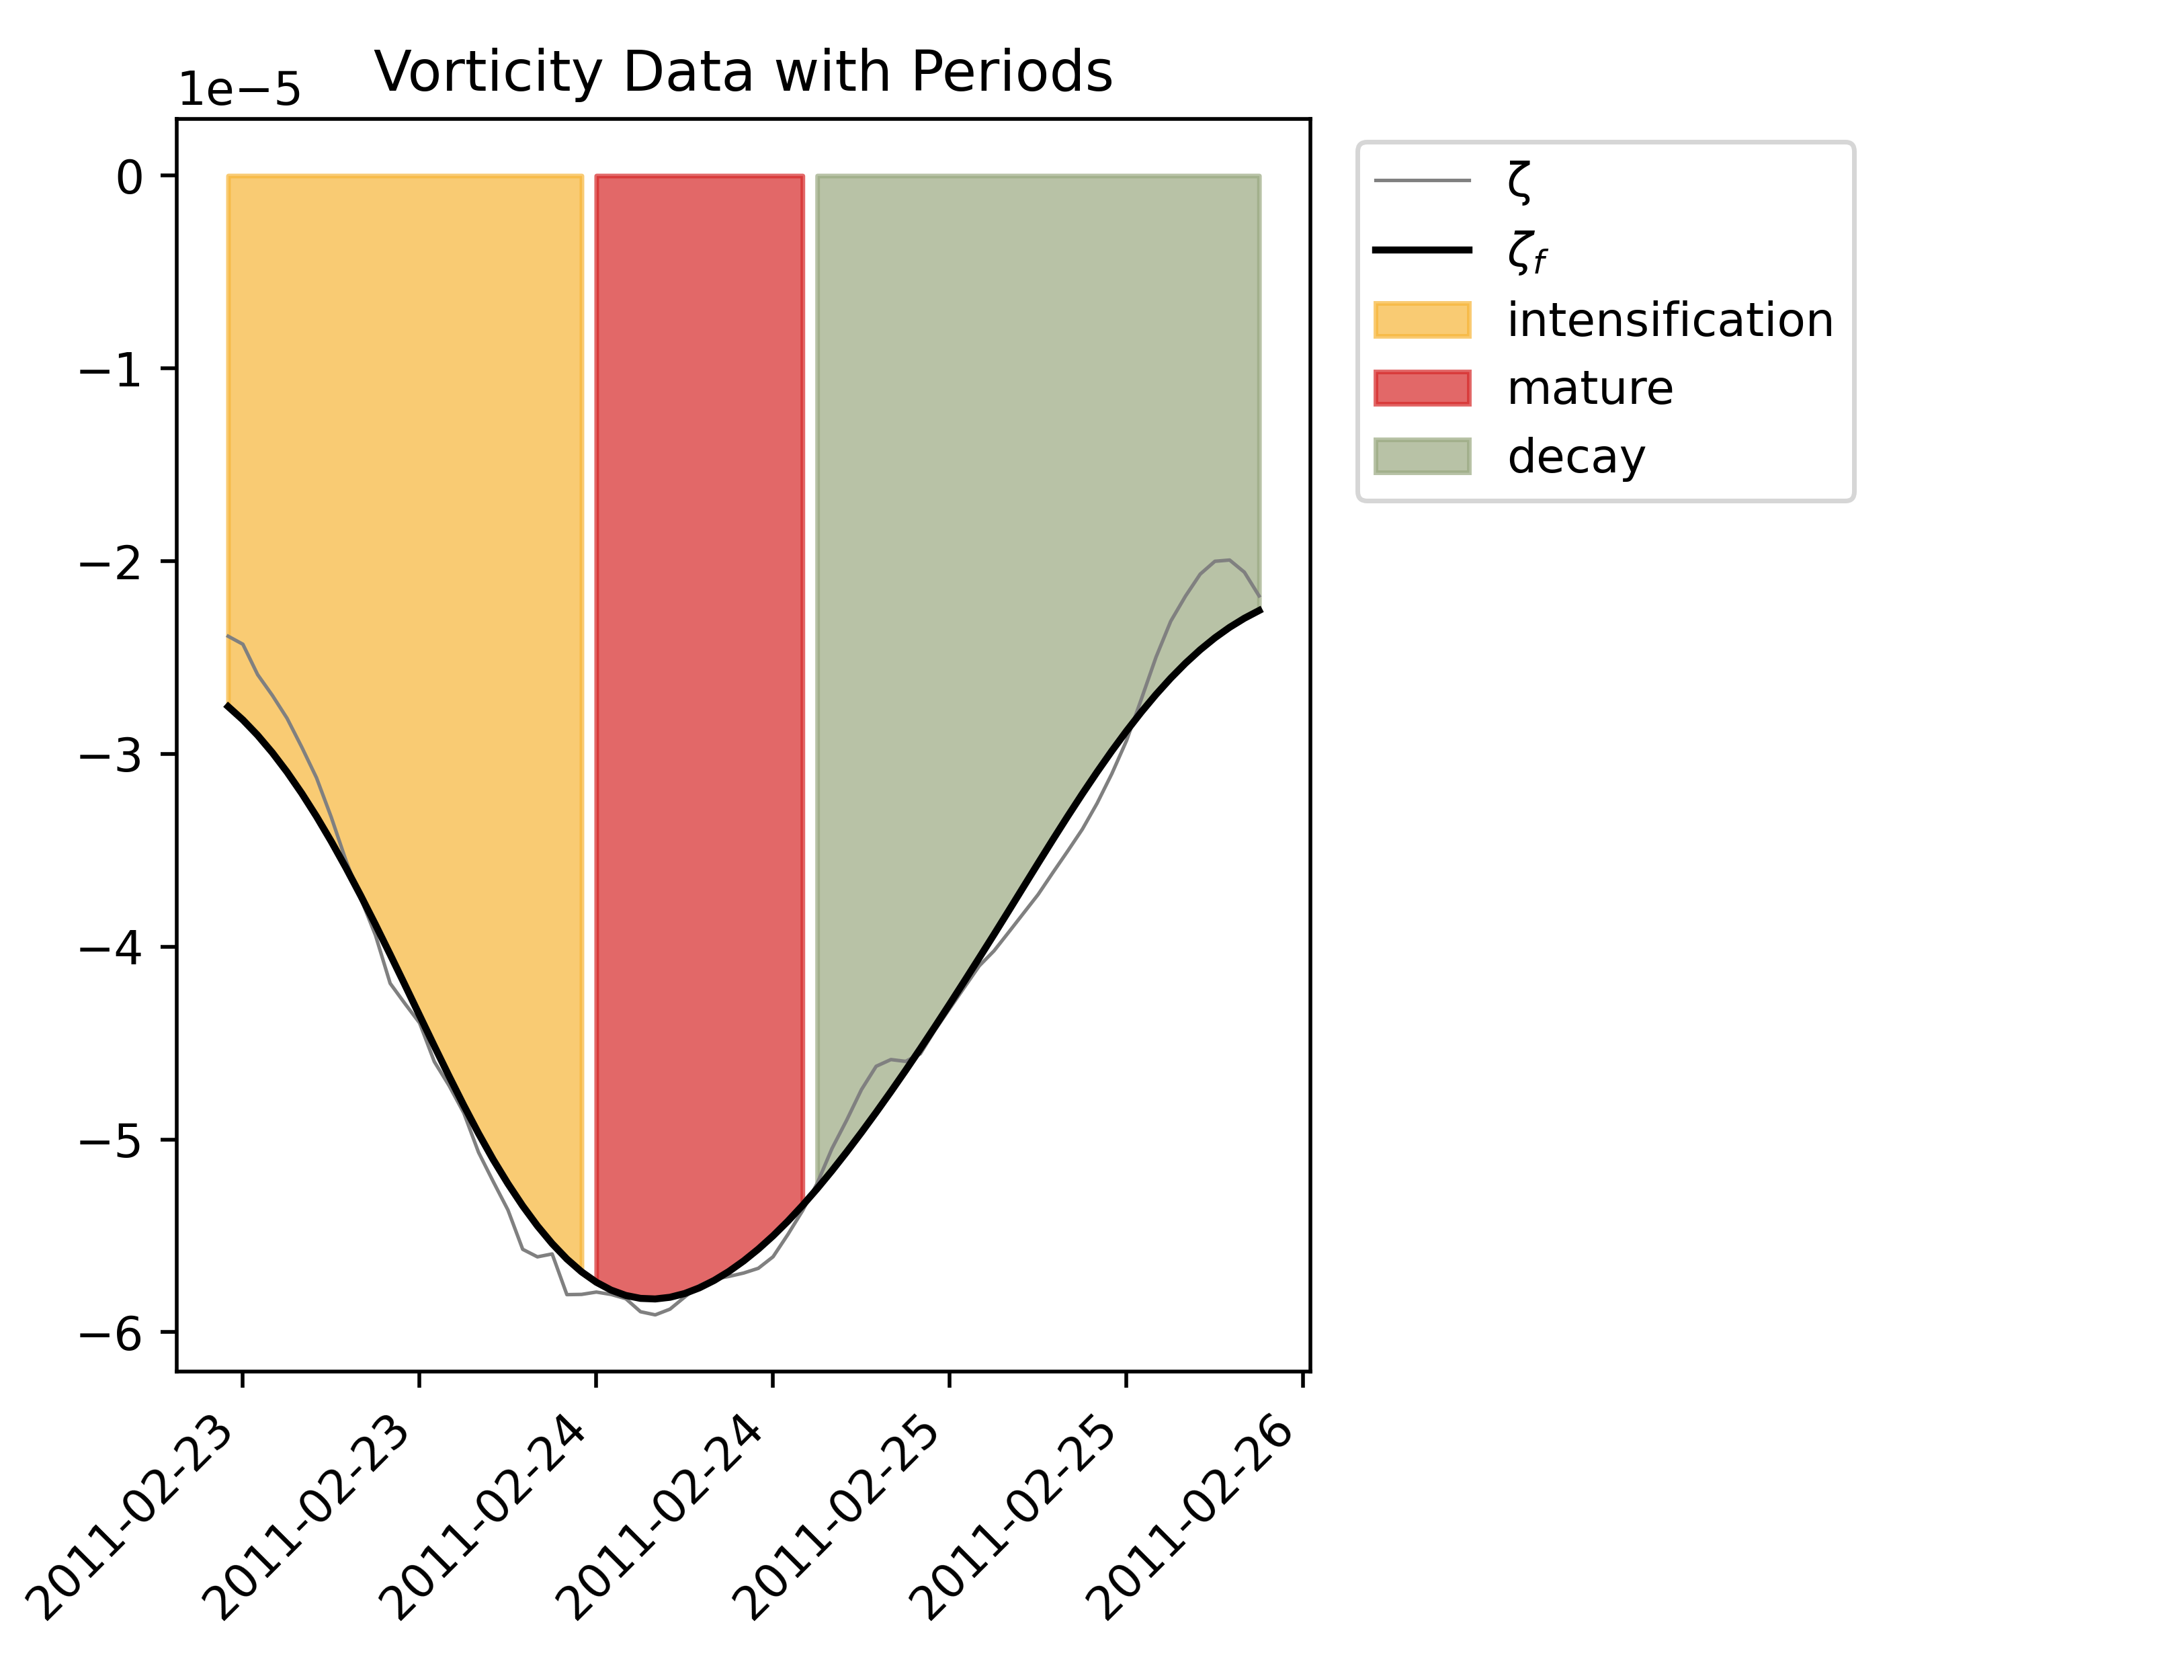 Vorticity Data with Periods
1e−5
0
−1
−2
−3
−4
−5
−6
2011-02-23
2011-02-23
2011-02-24
2011-02-24
2011-02-25
2011-02-25
2011-02-26
ζ
ζf
intensification
mature
decay